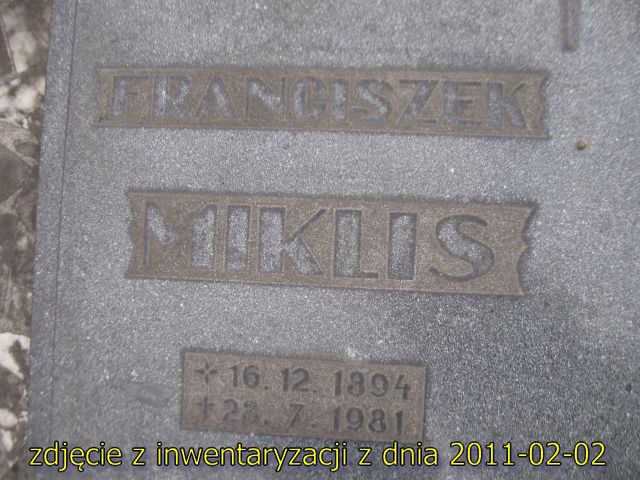 FRANCISZEK
MIKLIS
✧ 16. 12. 1894
✝ 28. 7. 1981
zdjęcie z inwentaryzacji z dnia 2011-02-02